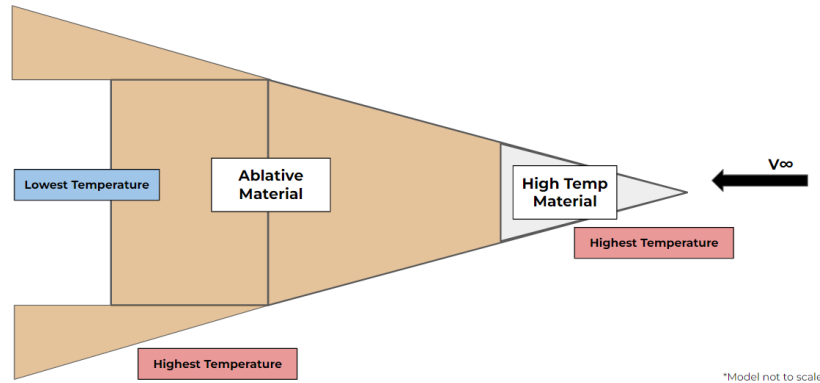 V∞
Lowest Temperature
Ablative
Material
High Temp
Material
Highest Temperature
Highest Temperature
*Model not to scale